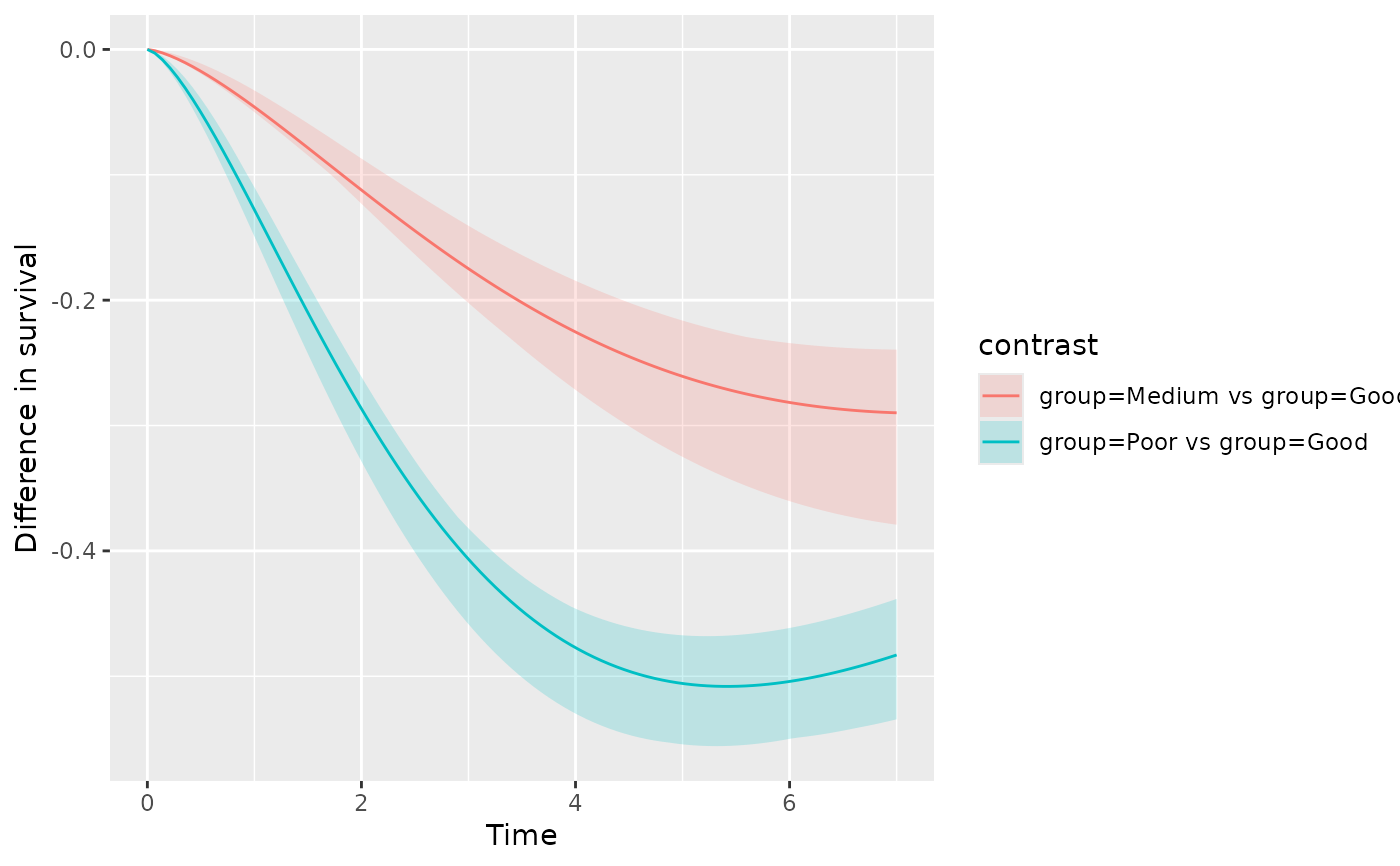 0.0
-0.2
-0.4
Difference in survival
0
2
4
6
Time
contrast
group=Medium vs group=Good
group=Poor vs group=Good